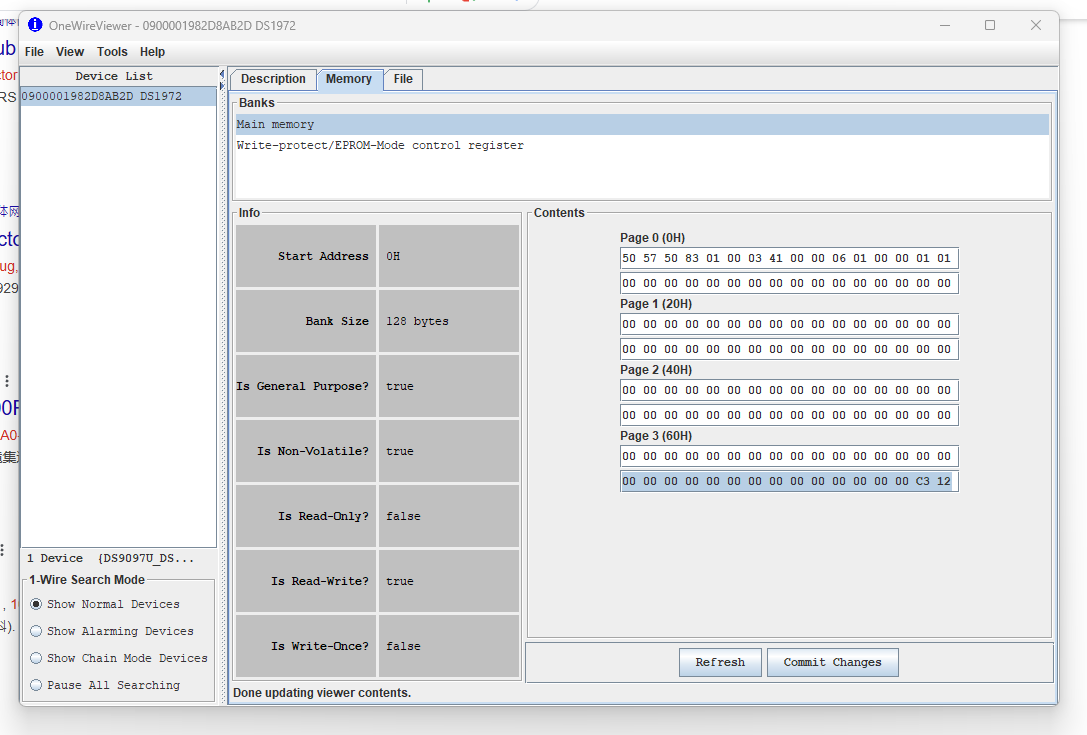 OneWireViewer - 0900001982D8AB2D DS1972
File View Tools Help
Device List
0900001982D8AB2D DS1972
1 Device {DS9097U_DS...
1-Wire Search Mode
Show Normal Devices
Show Alarming Devices
Show Chain Mode Devices
Pause All Searching
Description Memory File
Banks
Main memory
Write-protect/EPROM-Mode control register
Info
Start Address 0H
Bank Size 128 bytes
Is General Purpose? true
Is Non-Volatile? true
Is Read-Only? false
Is Read-Write? true
Is Write-Once? false
Contents
Page 0 (0H)
50 57 50 83 01 00 03 41 00 00 06 01 00 00 01 01
00 00 00 00 00 00 00 00 00 00 00 00 00 00 00 00
Page 1 (20H)
00 00 00 00 00 00 00 00 00 00 00 00 00 00 00 00
00 00 00 00 00 00 00 00 00 00 00 00 00 00 00 00
Page 2 (40H)
00 00 00 00 00 00 00 00 00 00 00 00 00 00 00 00
00 00 00 00 00 00 00 00 00 00 00 00 00 00 00 00
Page 3 (60H)
00 00 00 00 00 00 00 00 00 00 00 00 00 00 00 00
00 00 00 00 00 00 00 00 00 00 00 00 00 00 C3 12
Refresh Commit Changes
Done updating viewer contents.